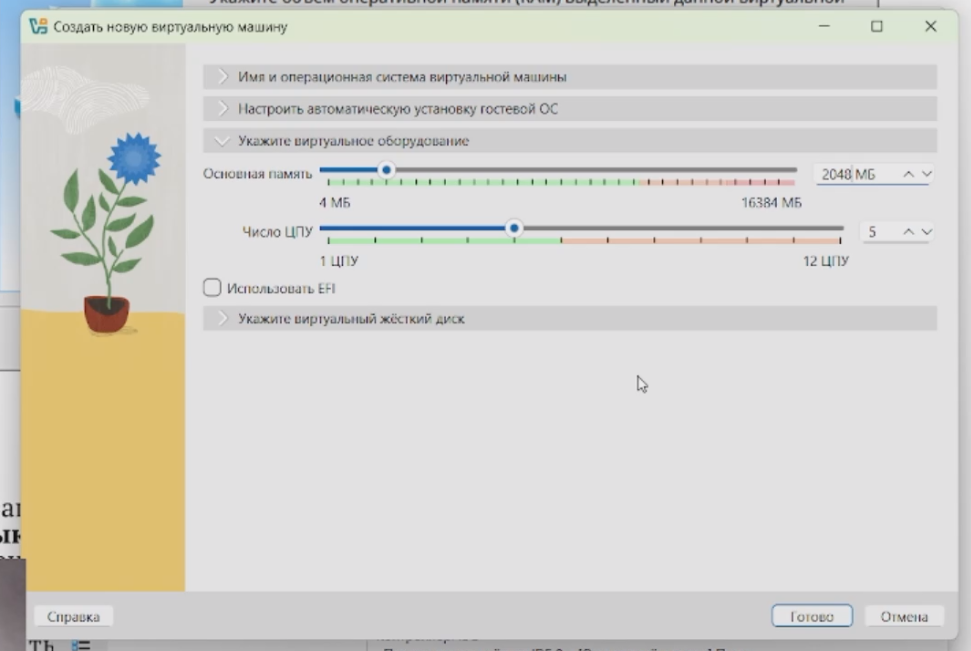 Укажите объем оперативной памяти (RAM) выделенный данной виртуальной
Создать новую виртуальную машину
Имя и операционная система виртуальной машины
Настроить автоматическую установку гостевой ОС
Укажите виртуальное оборудование
Основная память 2048 МБ
4 МБ 16384 МБ
Число ЦПУ 5
1 ЦПУ 12 ЦПУ
Использовать EFI
Укажите виртуальный жёсткий диск
Справка Готово Отмена